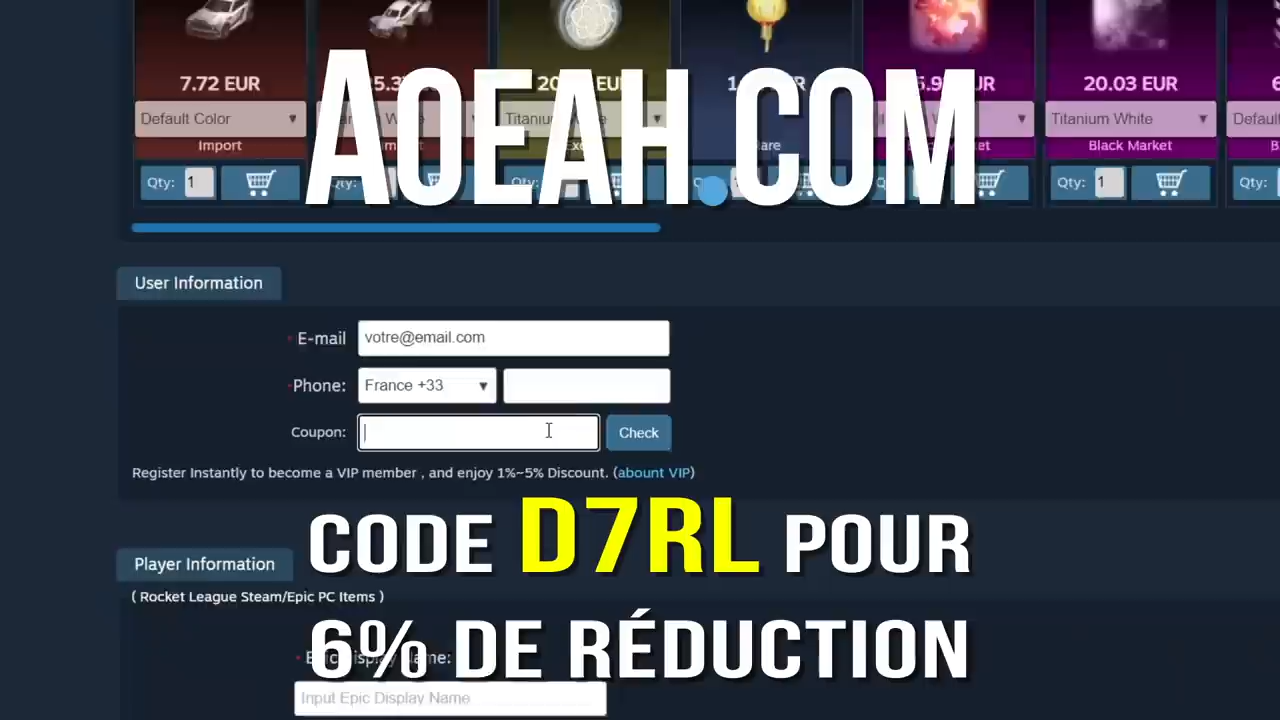 7.72 EUR
20.03 EUR
AOEAH.COM
Default Color
Titanium White
Import
Black Market
Qty: 1
Qty: 1
Qty:
User Information
E-mail
votre@email.com
Phone:
France +33
Coupon:
Check
Register Instantly to become a VIP member , and enjoy 1%~5% Discount. (abount VIP)
CODE D7RL POUR
Player Information
( Rocket League Steam/Epic PC Items )
6% DE RÉDUCTION
Input Epic Display Name